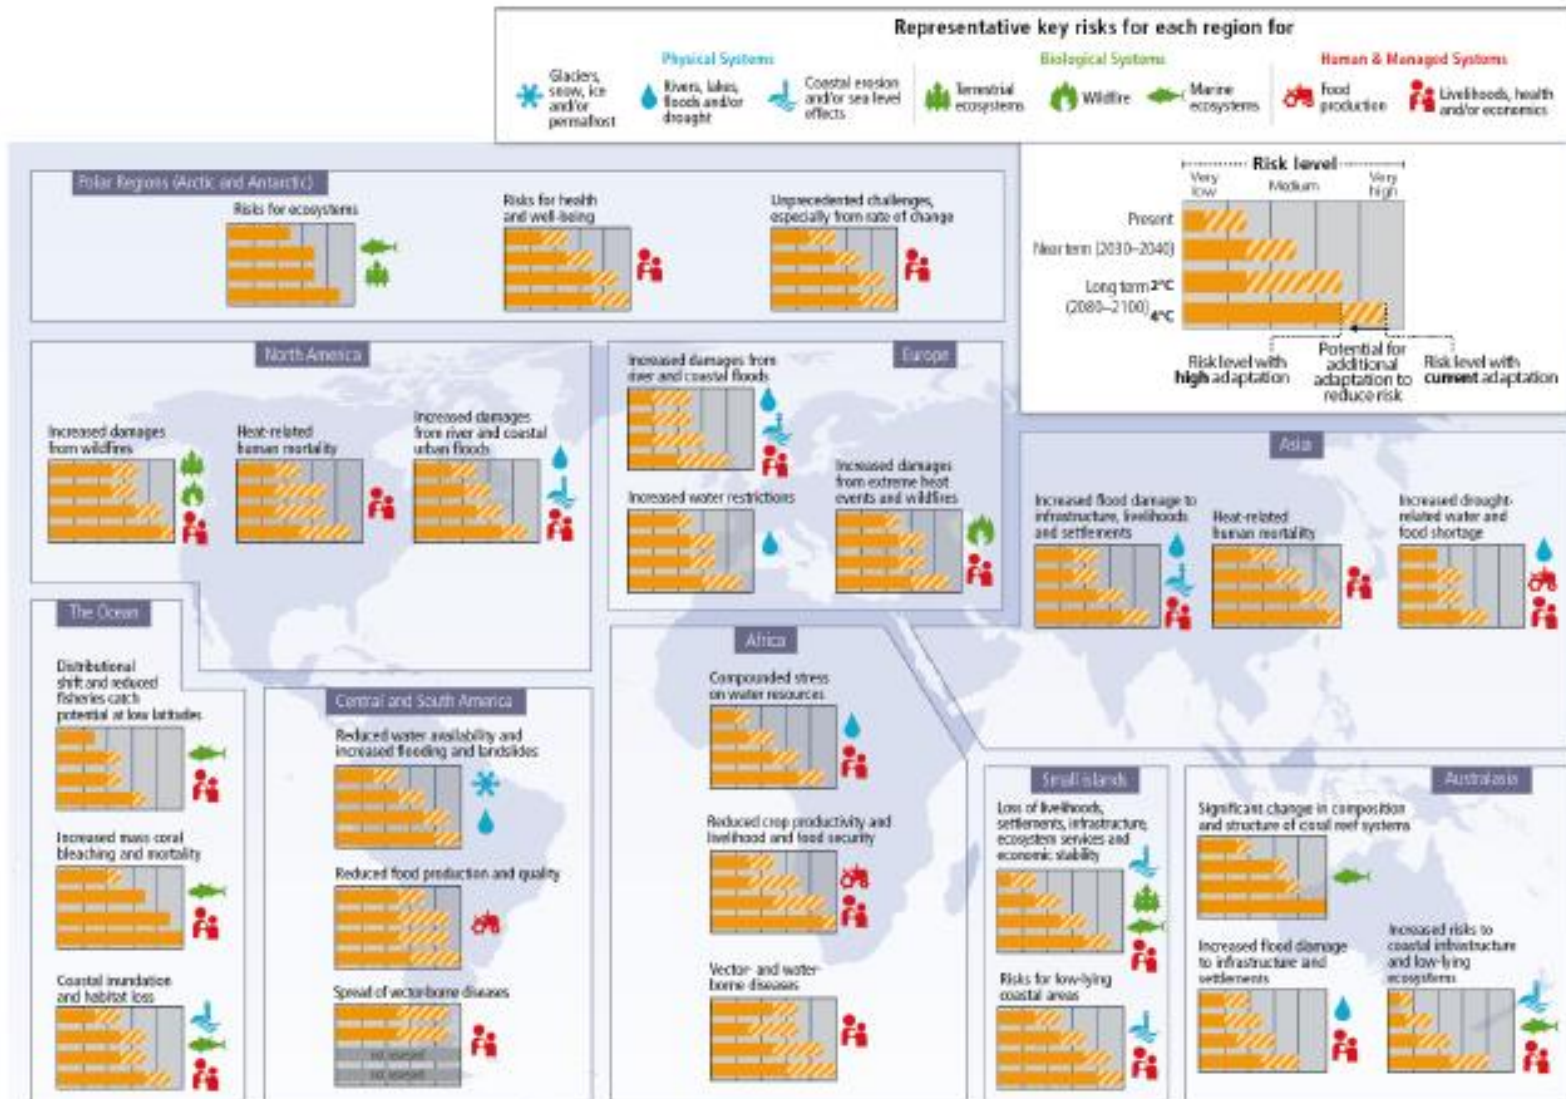 Representative key risks for each region for
Physical Systems
Glaciers,
snow, ice
and/or
permafrost
Rivers, lakes,
floods and/or
drought
Coastal erosion
and/or sea level
effects
Biological Systems
Terrestrial
ecosystems
Wildfire
Marine
ecosystems
Human & Managed Systems
Food
production
Livelihoods, health
and/or economics
Risk level
Very
low
Medium
Very
high
Present
Near term (2030–2040)
Long term 2°C
(2080–2100) 4°C
Risk level with
high adaptation
Potential for
additional
adaptation to
reduce risk
Risk level with
current adaptation
Polar Regions (Arctic and Antarctic)
Risks for ecosystems
Risks for health
and well-being
Unprecedented challenges,
especially from rate of change
North America
Increased damages
from wildfires
Heat-related
human mortality
Increased damages
from river and coastal
urban floods
Europe
Increased damages from
river and coastal floods
Increased water restrictions
Increased damages
from extreme heat
events and wildfires
Asia
Increased flood damage to
infrastructure, livelihoods
and settlements
Heat-related
human mortality
Increased drought-
related water and
food shortage
The Ocean
Distributional
shift and reduced
fisheries catch
potential at low latitudes
Increased mass coral
bleaching and mortality
Coastal inundation
and habitat loss
Central and South America
Reduced water availability and
increased flooding and landslides
Reduced food production and quality
Spread of vector-borne diseases
not assessed
not assessed
Africa
Compounded stress
on water resources
Reduced crop productivity and
livelihood and food security
Vector- and water-
borne diseases
Small islands
Loss of livelihoods,
settlements, infrastructure,
ecosystem services and
economic stability
Risks for low-lying
coastal areas
Australasia
Significant change in composition
and structure of coral reef systems
Increased flood damage
to infrastructure and
settlements
Increased risks to
coastal infrastructure
and low-lying
ecosystems